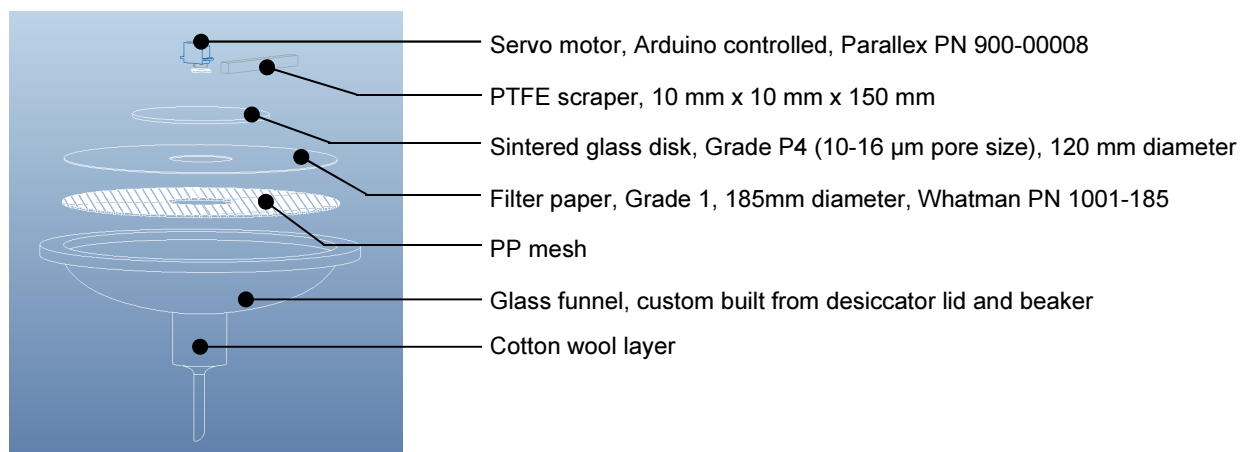 Servo motor, Arduino controlled, Parallex PN 900-00008
PTFE scraper, 10 mm x 10 mm x 150 mm
Sintered glass disk, Grade P4 (10-16 µm pore size), 120 mm diameter
Filter paper, Grade 1, 185mm diameter, Whatman PN 1001-185
PP mesh
Glass funnel, custom built from desiccator lid and beaker
Cotton wool layer